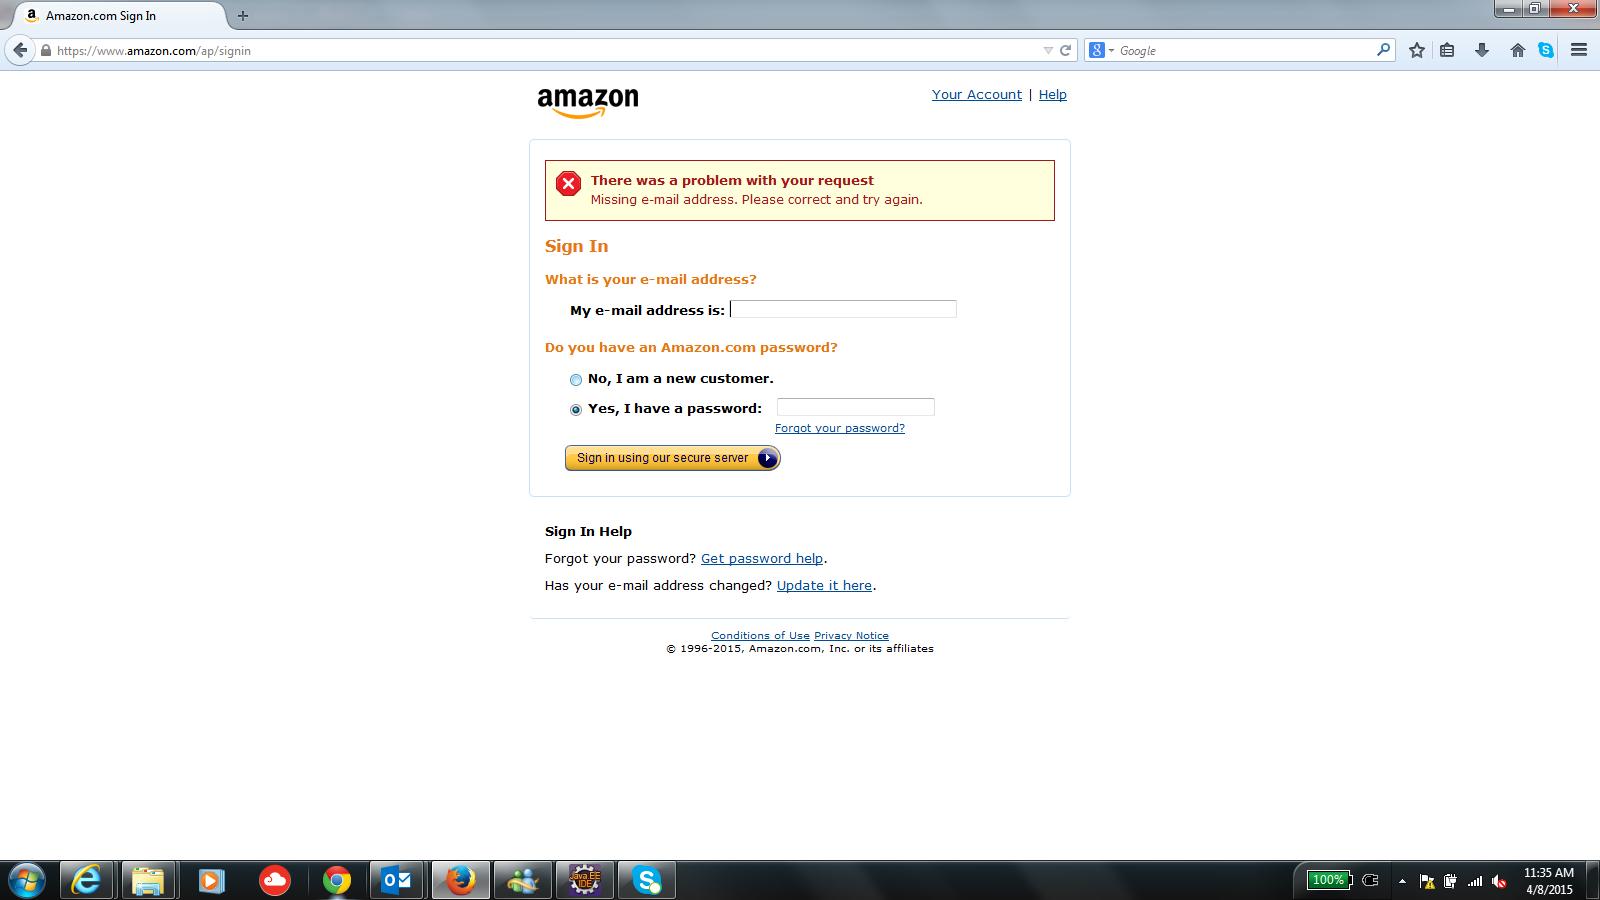 Amazon.com Sign In
https://www.amazon.com/ap/signin
Google
amazon
Your Account | Help
There was a problem with your request
Missing e-mail address. Please correct and try again.
Sign In
What is your e-mail address?
My e-mail address is:
Do you have an Amazon.com password?
No, I am a new customer.
Yes, I have a password:
Forgot your password?
Sign in using our secure server
Sign In Help
Forgot your password? Get password help.
Has your e-mail address changed? Update it here.
Conditions of Use Privacy Notice
© 1996-2015, Amazon.com, Inc. or its affiliates
Java EE
IDE
100%
11:35 AM
4/8/2015